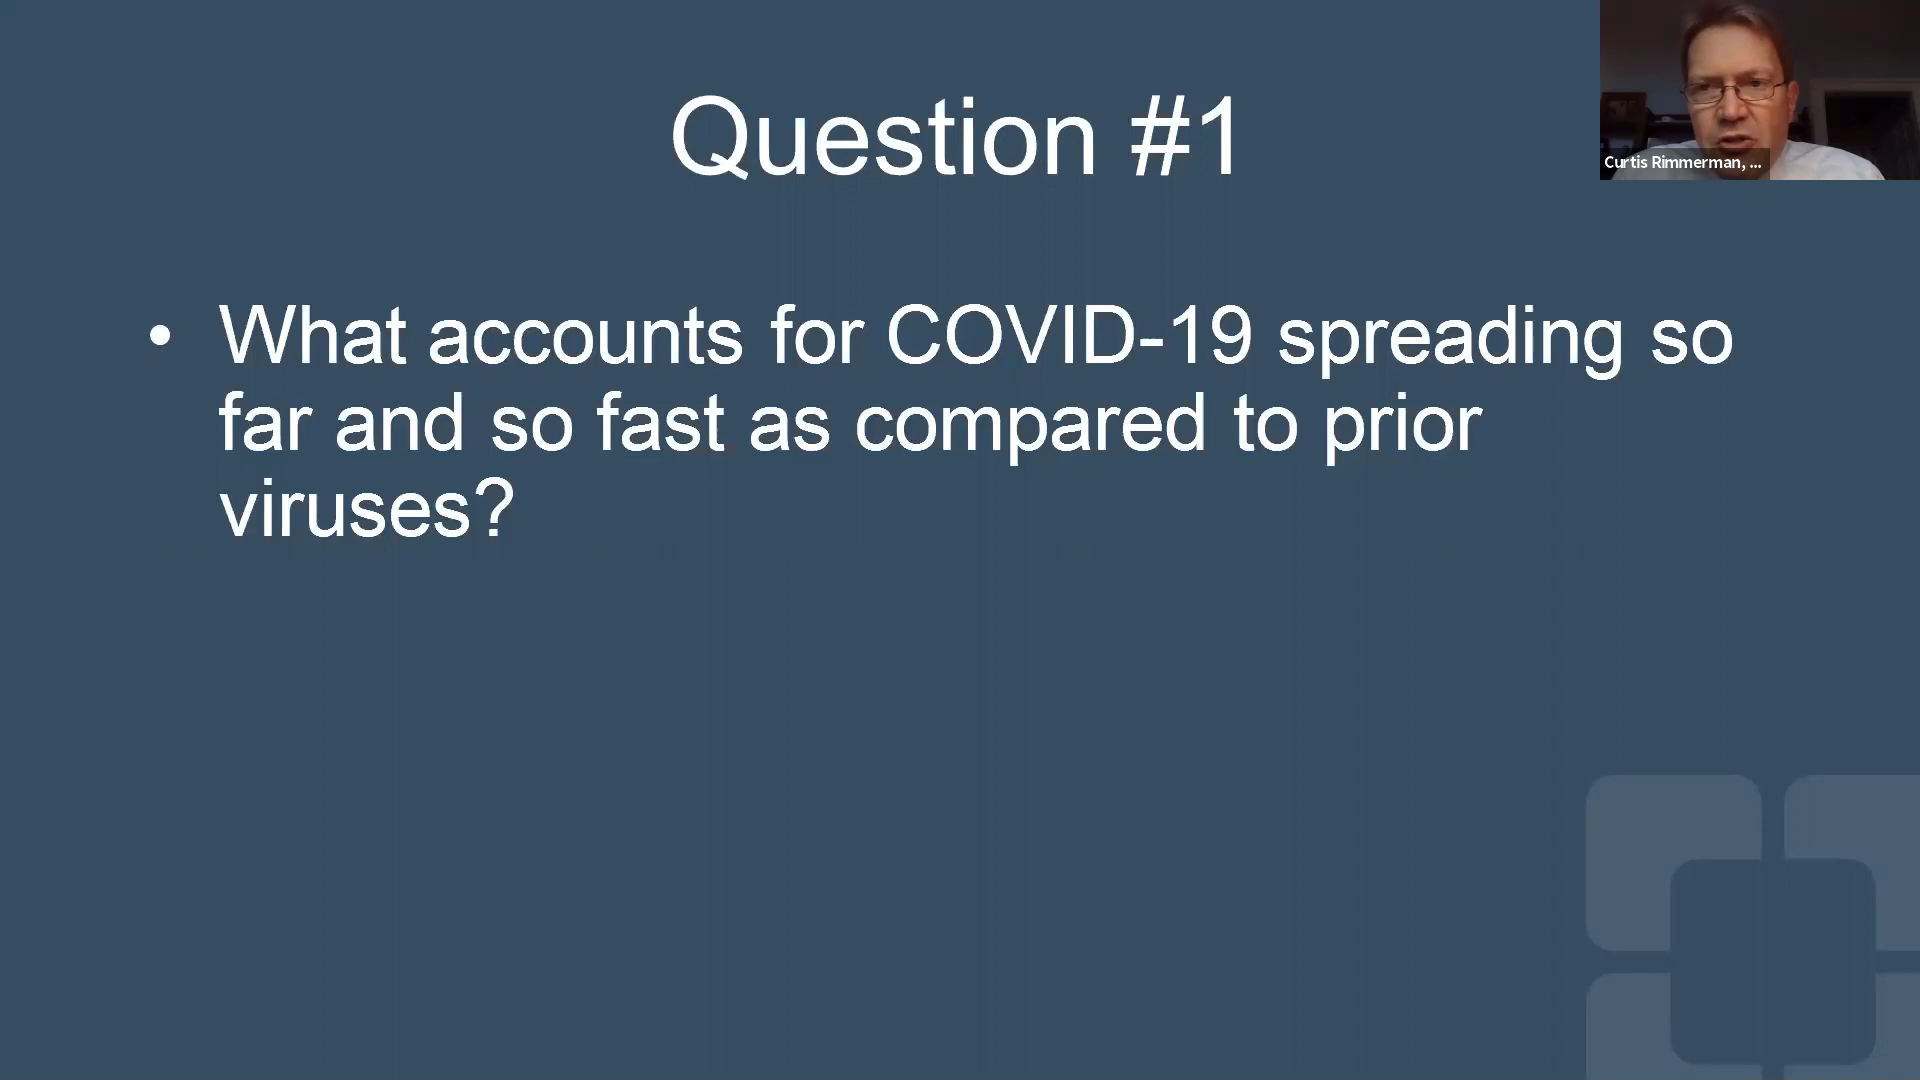 Question #1
Curtis Rimmerman, ...
• What accounts for COVID-19 spreading so
far and so fast as compared to prior
viruses?